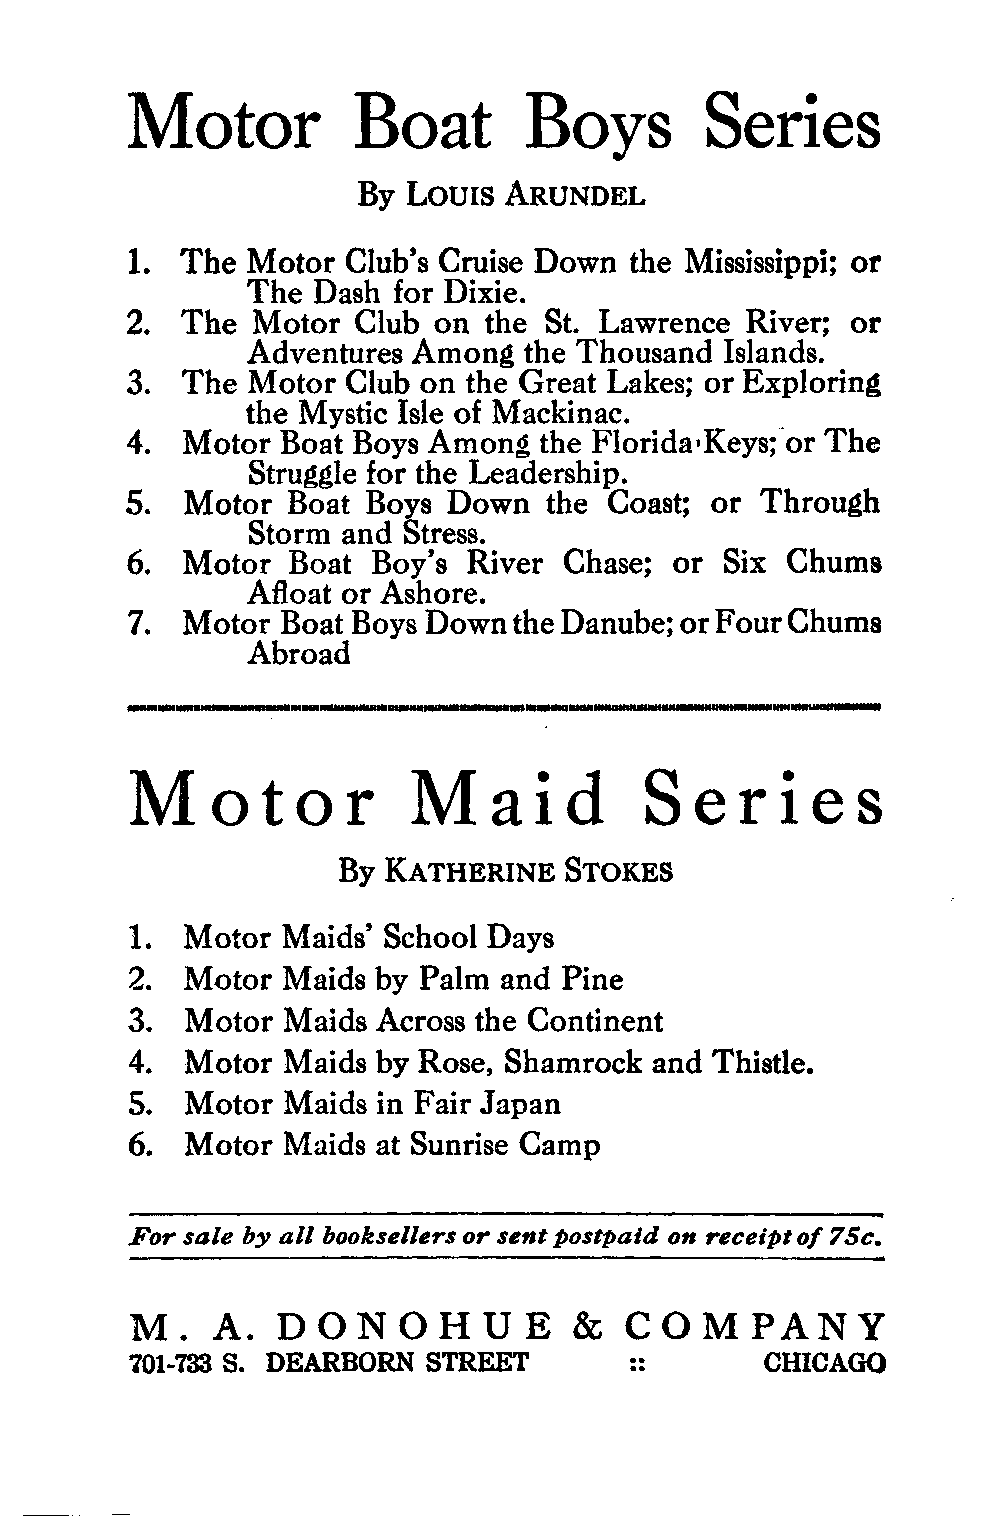 Motor Boat Boys Series
By Louis Arundel
1. The Motor Club's Cruise Down the Mississippi; or
The Dash for Dixie.
2. The Motor Club on the St. Lawrence River; or
Adventures Among the Thousand Islands.
3. The Motor Club on the Great Lakes; or Exploring
the Mystic Isle of Mackinac.
4. Motor Boat Boys Among the Florida Keys; or The
Struggle for the Leadership.
5. Motor Boat Boys Down the Coast; or Through
Storm and Stress.
6. Motor Boat Boy's River Chase; or Six Chums
Afloat or Ashore.
7. Motor Boat Boys Down the Danube; or Four Chums
Abroad
Motor Maid Series
By Katherine Stokes
1. Motor Maids' School Days
2. Motor Maids by Palm and Pine
3. Motor Maids Across the Continent
4. Motor Maids by Rose, Shamrock and Thistle.
5. Motor Maids in Fair Japan
6. Motor Maids at Sunrise Camp
For sale by all booksellers or sent postpaid on receipt of 75c.
M. A. DONOHUE & COMPANY
701-733 S. DEARBORN STREET :: CHICAGO